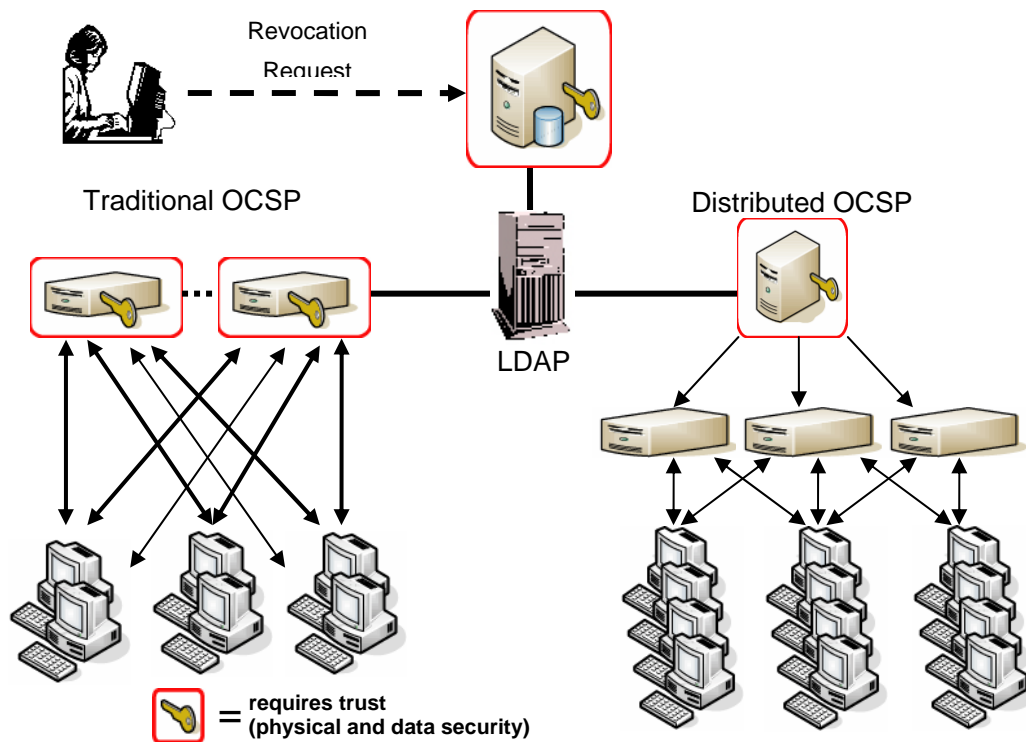 Revocation
Request
Traditional OCSP
Distributed OCSP
LDAP
= requires trust
(physical and data security)